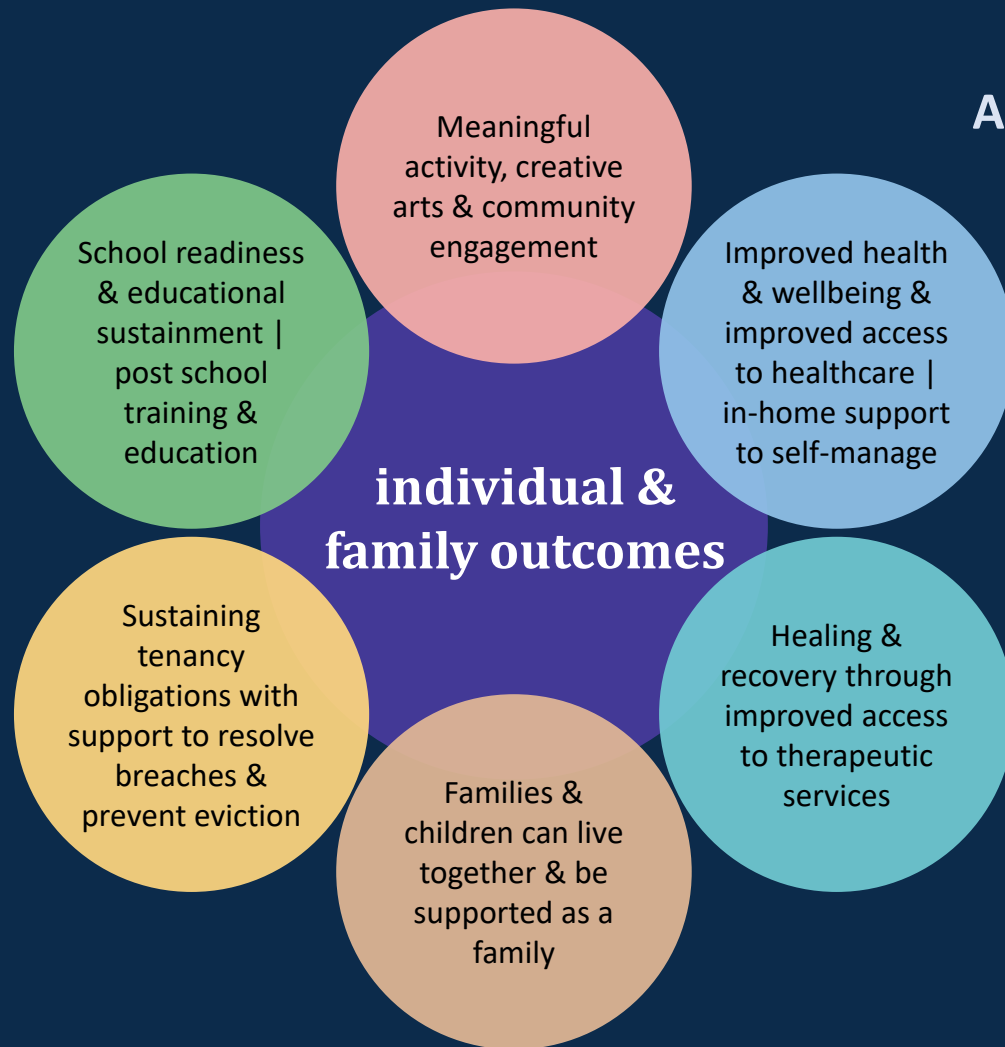 A
Meaningful
activity, creative
arts & community
engagement
School readiness
& educational
sustainment |
post school
training &
education
Improved health
& wellbeing &
improved access
to healthcare |
in-home support
to self-manage
individual &
family outcomes
Sustaining
tenancy
obligations with
support to resolve
breaches &
prevent eviction
Healing &
recovery through
improved access
to therapeutic
services
Families &
children can live
together & be
supported as a
family